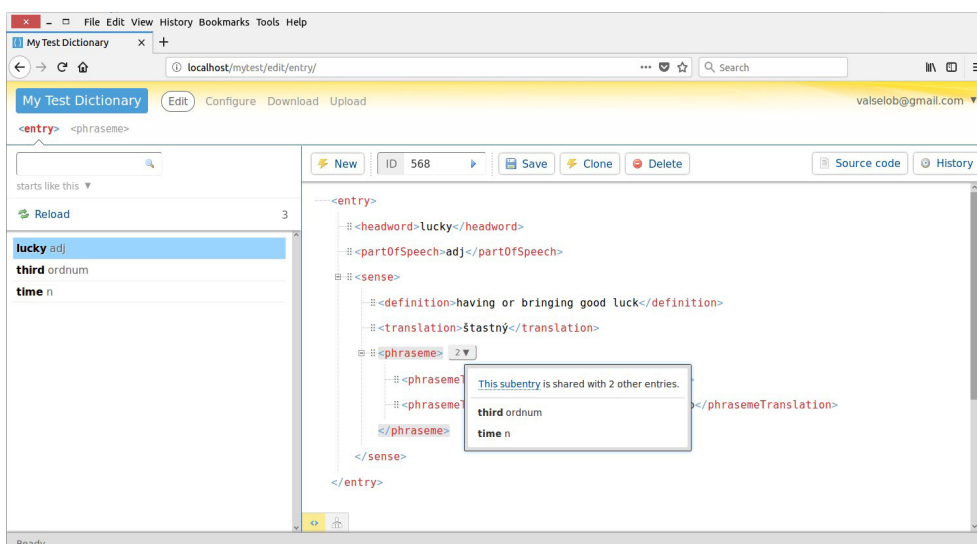 File Edit View History Bookmarks Tools Help
My Test Dictionary
localhost/mytest/edit/entry/
Search
My Test Dictionary Edit Configure Download Upload valselob@gmail.com ▼
<entry> <phraseme>
New ID 568 Save Clone Delete Source code History
starts like this ▼
Reload 3
lucky adj
third ordnum
time n
<entry>
<headword>lucky</headword>
<partOfSpeech>adj</partOfSpeech>
<sense>
<definition>having or bringing good luck</definition>
<translation>štastný</translation>
<phraseme> 2▼
This subentry is shared with 2 other entries.
third ordnum
time n
<phrasemeT
<phrasemeT </phrasemeTranslation>
</phraseme>
</sense>
</entry>
Ready